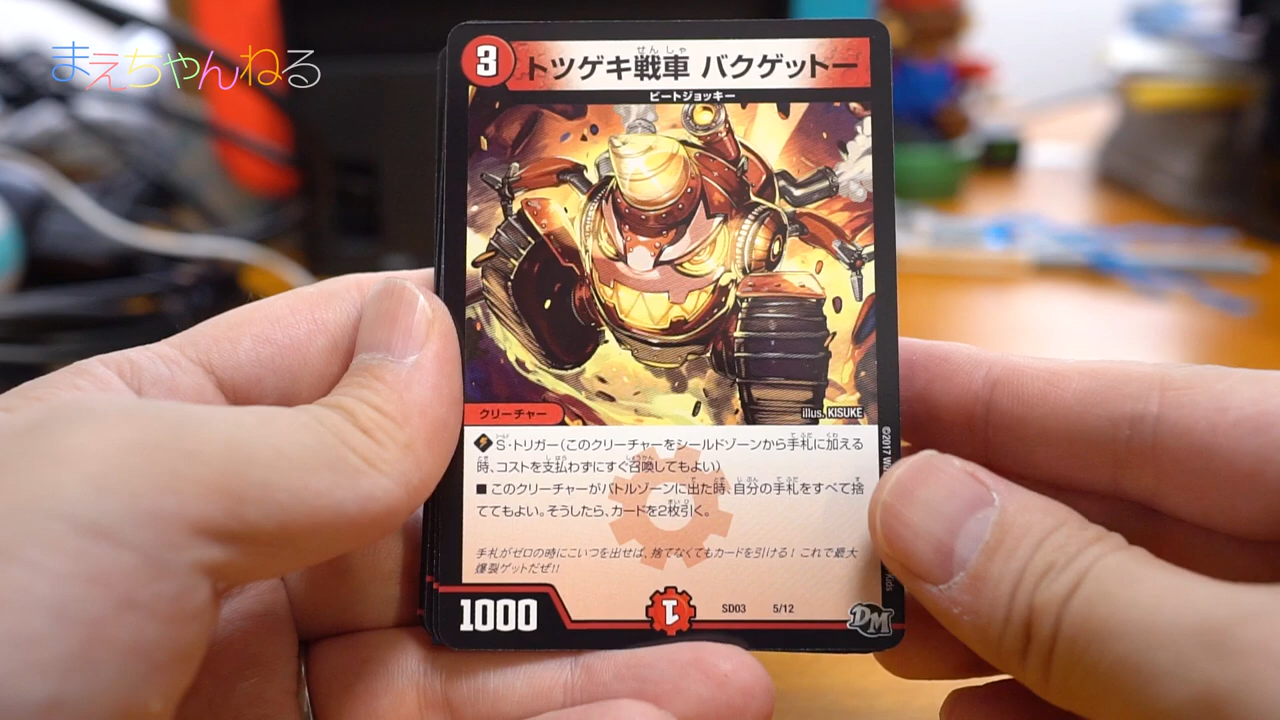 まえちゃんねる
3
トツゲキ戦車 バクゲットー
せんしゃ
ビートジョッキー
illus. KISUKE
クリーチャー
S・トリガー(このクリーチャーをシールドゾーンから手札に加える
時、コストを支払わずにすぐ召喚してもよい)
■ このクリーチャーがバトルゾーンに出た時、自分の手札をすべて捨
ててもよい。そうしたら、カードを2枚引く。
手札がゼロの時にこいつを出せば、捨てなくてもカードを引ける! これで最大
爆裂ゲットだぜ!!
©2017
Kids
1000
1
SD03 5/12
DM